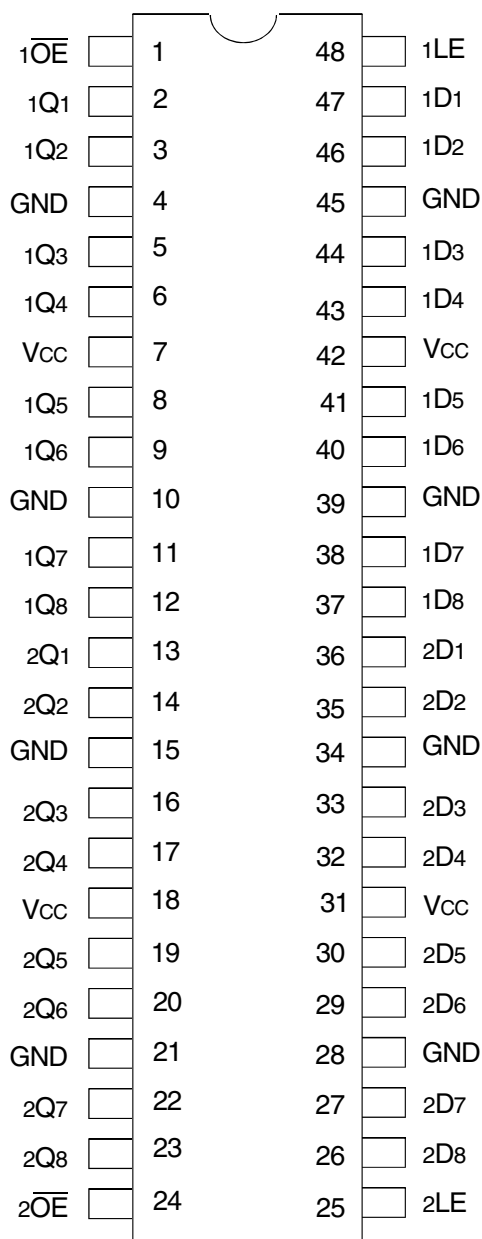 1O̅E̅ 1 48 1LE
1Q1 2 47 1D1
1Q2 3 46 1D2
GND 4 45 GND
1Q3 5 44 1D3
1Q4 6 43 1D4
VCC 7 42 VCC
1Q5 8 41 1D5
1Q6 9 40 1D6
GND 10 39 GND
1Q7 11 38 1D7
1Q8 12 37 1D8
2Q1 13 36 2D1
2Q2 14 35 2D2
GND 15 34 GND
2Q3 16 33 2D3
2Q4 17 32 2D4
VCC 18 31 VCC
2Q5 19 30 2D5
2Q6 20 29 2D6
GND 21 28 GND
2Q7 22 27 2D7
2Q8 23 26 2D8
2O̅E̅ 24 25 2LE